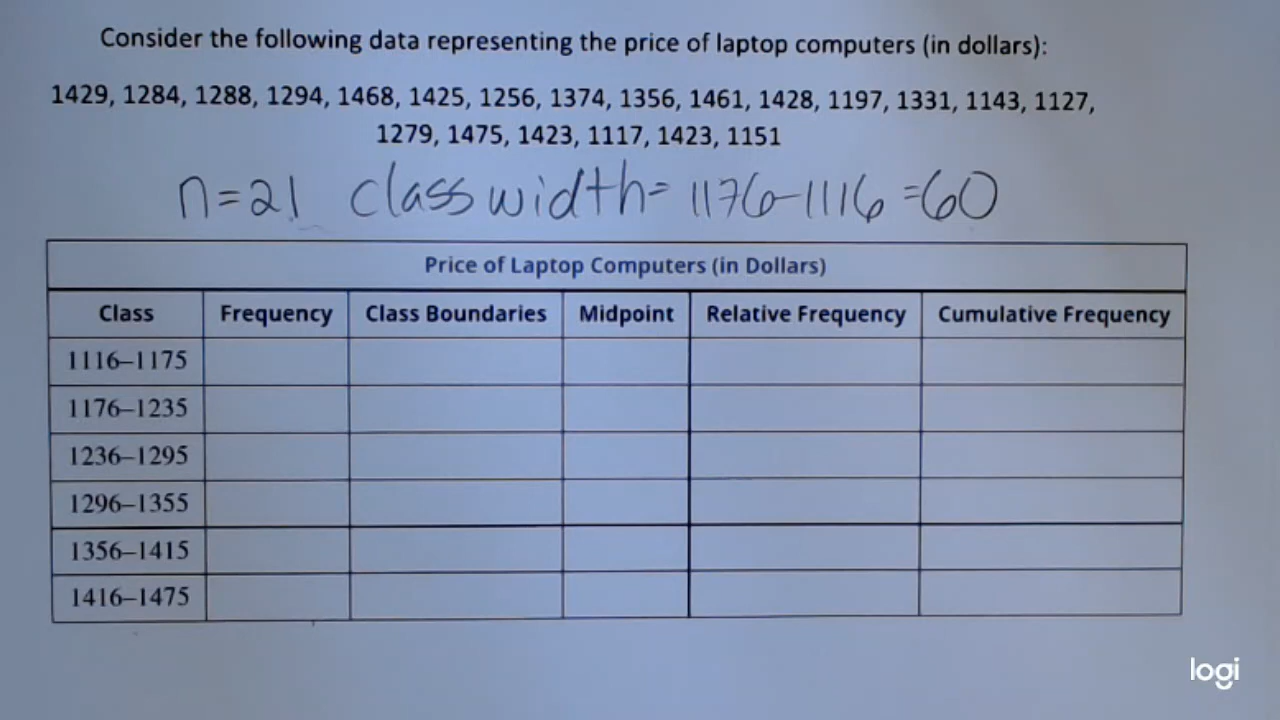 Consider the following data representing the price of laptop computers (in dollars):
1429, 1284, 1288, 1294, 1468, 1425, 1256, 1374, 1356, 1461, 1428, 1197, 1331, 1143, 1127,
1279, 1475, 1423, 1117, 1423, 1151
n=21 class width= 1176-1116=60
Price of Laptop Computers (in Dollars)
Class Frequency Class Boundaries Midpoint Relative Frequency Cumulative Frequency
1116–1175
1176–1235
1236–1295
1296–1355
1356–1415
1416–1475
logi